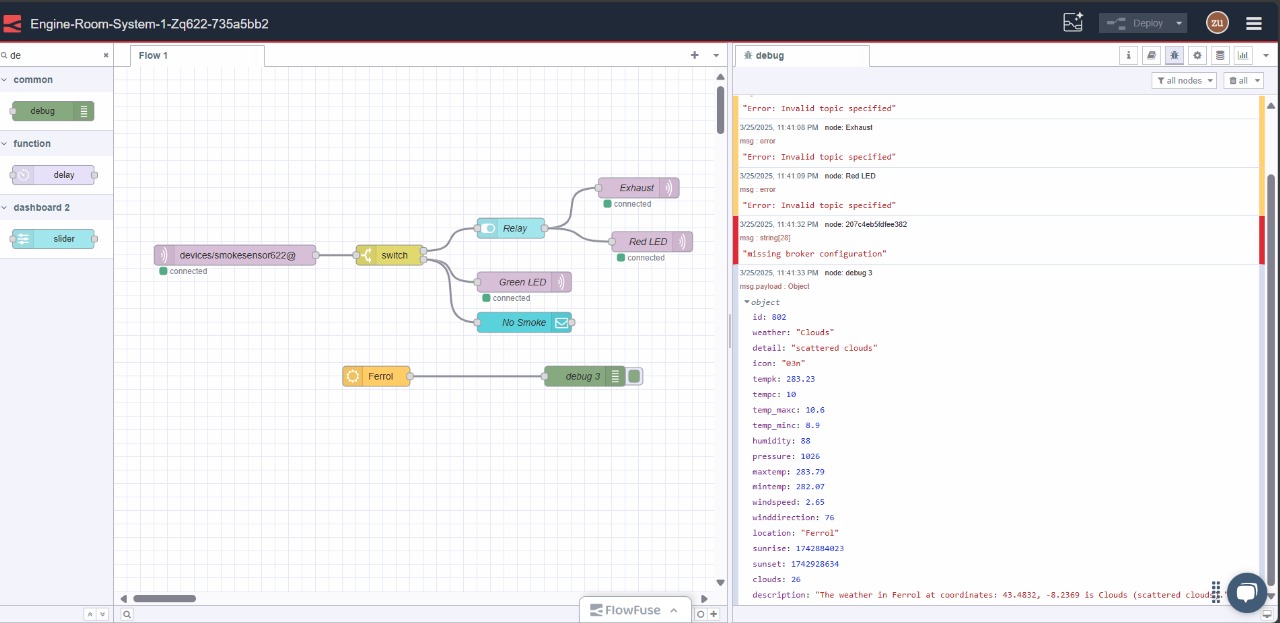 Engine-Room-System-1-Zq622-735a5bb2
Deploy
zu
de
common
debug
function
delay
dashboard 2
slider
Flow 1
devices/smokesensor622@
connected
switch
Relay
Exhaust
connected
Red LED
connected
Green LED
connected
No Smoke
Ferrol
debug 3
FlowFuse
debug
all nodes
all
"Error: Invalid topic specified"
3/25/2025, 11:41:08 PM node: Exhaust
msg : error
"Error: Invalid topic specified"
3/25/2025, 11:41:09 PM node: Red LED
msg : error
"Error: Invalid topic specified"
3/25/2025, 11:41:32 PM node: 207c4eb5fdfee382
msg : string[28]
"missing broker configuration"
3/25/2025, 11:41:33 PM node: debug 3
msg.payload : Object
object
id: 802
weather: "Clouds"
detail: "scattered clouds"
icon: "03n"
tempk: 283.23
tempc: 10
temp_maxc: 10.6
temp_minc: 8.9
humidity: 88
pressure: 1026
maxtemp: 283.79
mintemp: 282.07
windspeed: 2.65
winddirection: 76
location: "Ferrol"
sunrise: 1742884023
sunset: 1742928634
clouds: 26
description: "The weather in Ferrol at coordinates: 43.4832, -8.2369 is Clouds (scattered clouds